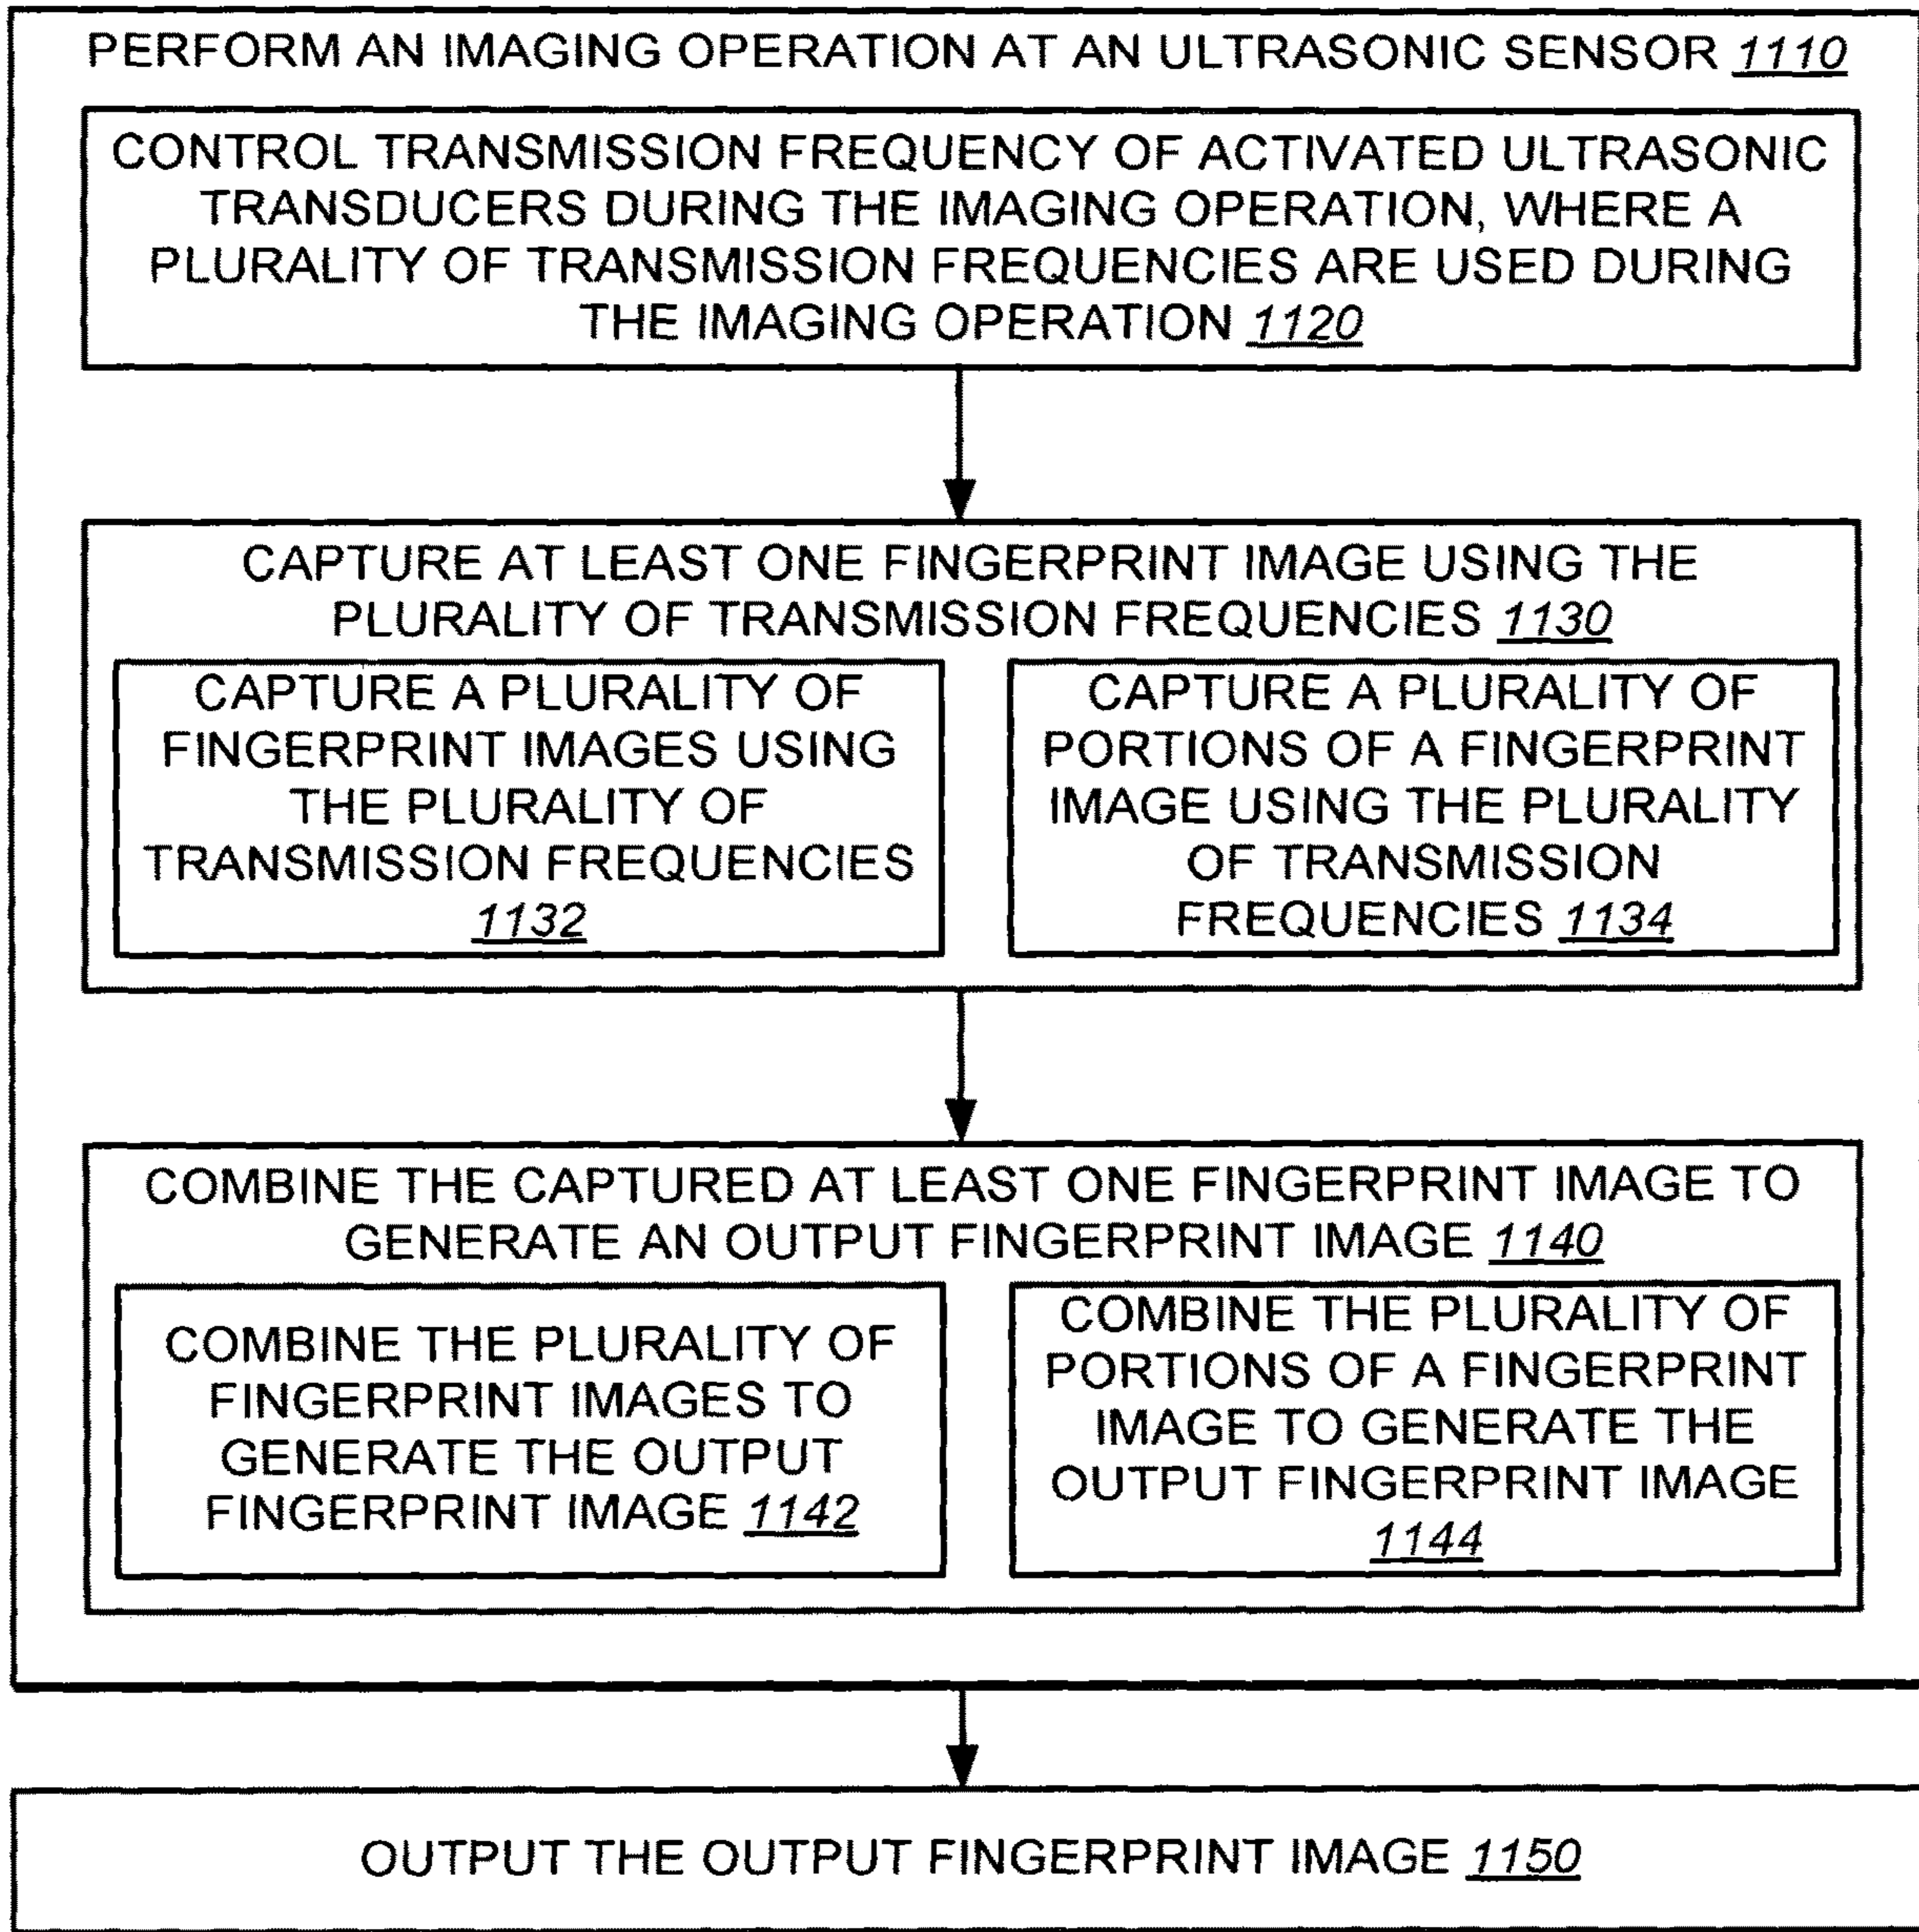 PERFORM AN IMAGING OPERATION AT AN ULTRASONIC SENSOR 1110
CONTROL TRANSMISSION FREQUENCY OF ACTIVATED ULTRASONIC
TRANSDUCERS DURING THE IMAGING OPERATION, WHERE A
PLURALITY OF TRANSMISSION FREQUENCIES ARE USED DURING
THE IMAGING OPERATION 1120
CAPTURE AT LEAST ONE FINGERPRINT IMAGE USING THE
PLURALITY OF TRANSMISSION FREQUENCIES 1130
CAPTURE A PLURALITY OF
FINGERPRINT IMAGES USING
THE PLURALITY OF
TRANSMISSION FREQUENCIES
1132
CAPTURE A PLURALITY OF
PORTIONS OF A FINGERPRINT
IMAGE USING THE PLURALITY
OF TRANSMISSION
FREQUENCIES 1134
COMBINE THE CAPTURED AT LEAST ONE FINGERPRINT IMAGE TO
GENERATE AN OUTPUT FINGERPRINT IMAGE 1140
COMBINE THE PLURALITY OF
FINGERPRINT IMAGES TO
GENERATE THE OUTPUT
FINGERPRINT IMAGE 1142
COMBINE THE PLURALITY OF
PORTIONS OF A FINGERPRINT
IMAGE TO GENERATE THE
OUTPUT FINGERPRINT IMAGE
1144
OUTPUT THE OUTPUT FINGERPRINT IMAGE 1150